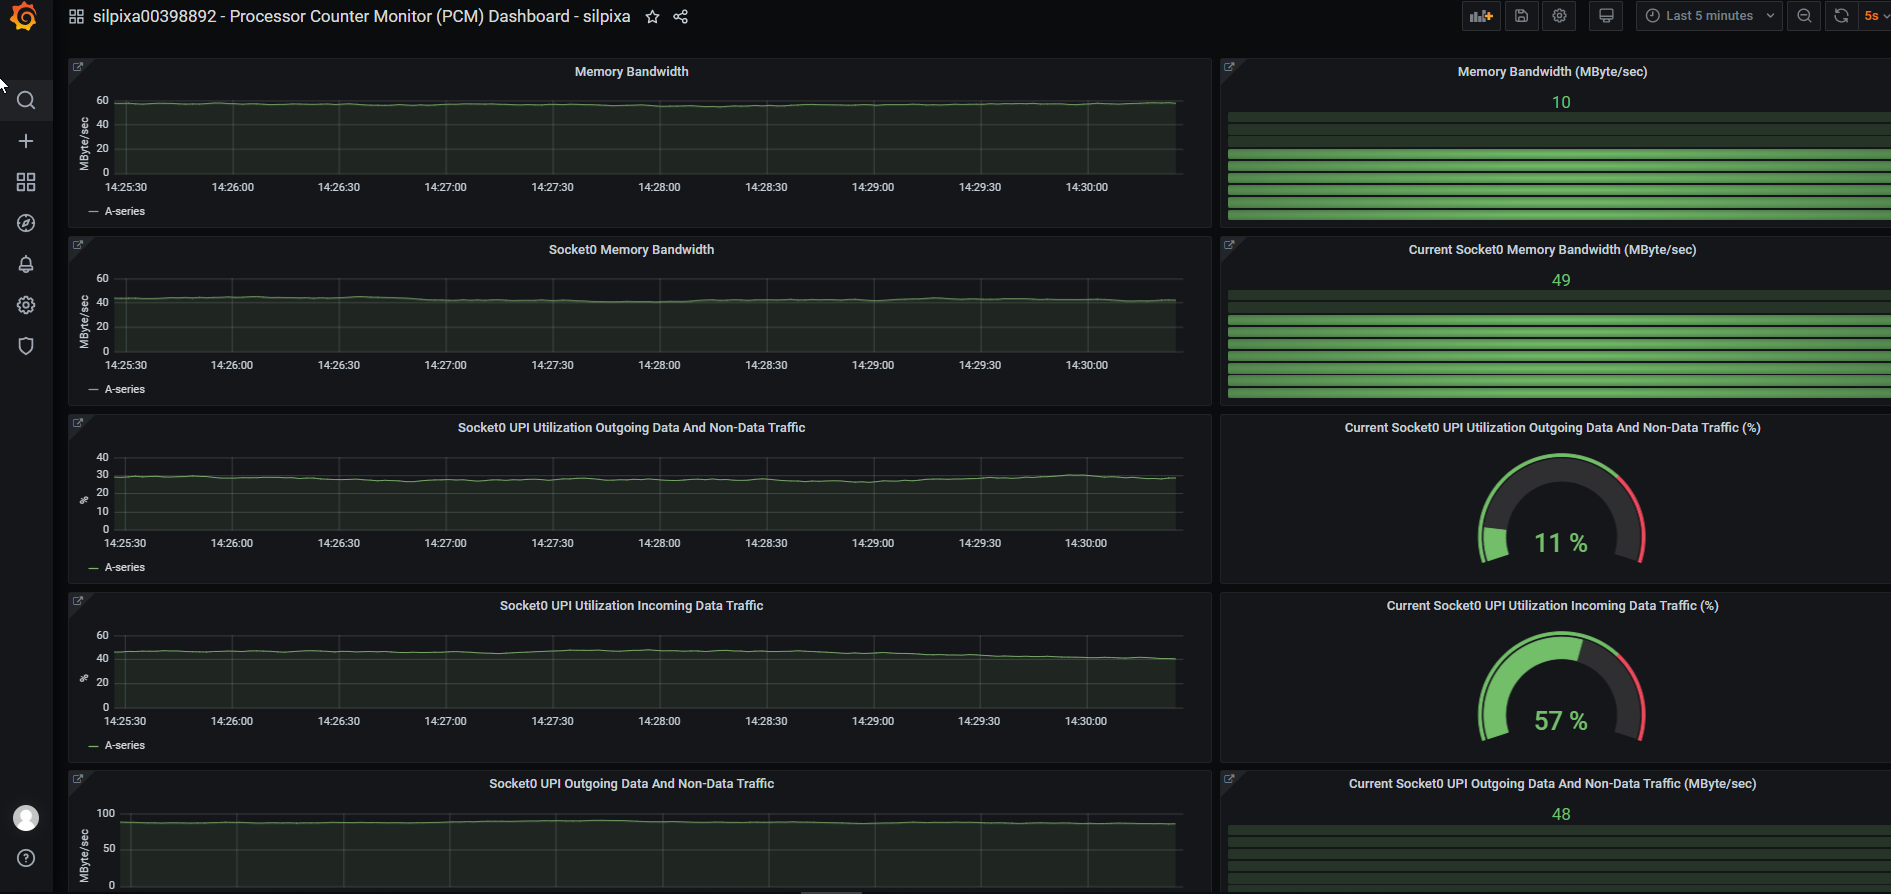 silpixa00398892 - Processor Counter Monitor (PCM) Dashboard - silpixa
Last 5 minutes
5s
Memory Bandwidth
60
40
20
0
MByte/sec
14:25:30 14:26:00 14:26:30 14:27:00 14:27:30 14:28:00 14:28:30 14:29:00 14:29:30 14:30:00
A-series
Memory Bandwidth (MByte/sec)
10
Socket0 Memory Bandwidth
60
40
20
0
MByte/sec
14:25:30 14:26:00 14:26:30 14:27:00 14:27:30 14:28:00 14:28:30 14:29:00 14:29:30 14:30:00
A-series
Current Socket0 Memory Bandwidth (MByte/sec)
49
Socket0 UPI Utilization Outgoing Data And Non-Data Traffic
40
30
20
10
0
%
14:25:30 14:26:00 14:26:30 14:27:00 14:27:30 14:28:00 14:28:30 14:29:00 14:29:30 14:30:00
A-series
Current Socket0 UPI Utilization Outgoing Data And Non-Data Traffic (%)
11 %
Socket0 UPI Utilization Incoming Data Traffic
60
40
20
0
%
14:25:30 14:26:00 14:26:30 14:27:00 14:27:30 14:28:00 14:28:30 14:29:00 14:29:30 14:30:00
A-series
Current Socket0 UPI Utilization Incoming Data Traffic (%)
57 %
Socket0 UPI Outgoing Data And Non-Data Traffic
100
50
0
MByte/sec
Current Socket0 UPI Outgoing Data And Non-Data Traffic (MByte/sec)
48